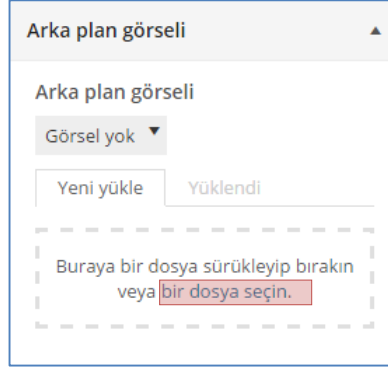 Arka plan görseli
Arka plan görseli
Görsel yok
Yeni yükle Yüklendi
Buraya bir dosya sürükleyip bırakın
veya bir dosya seçin.